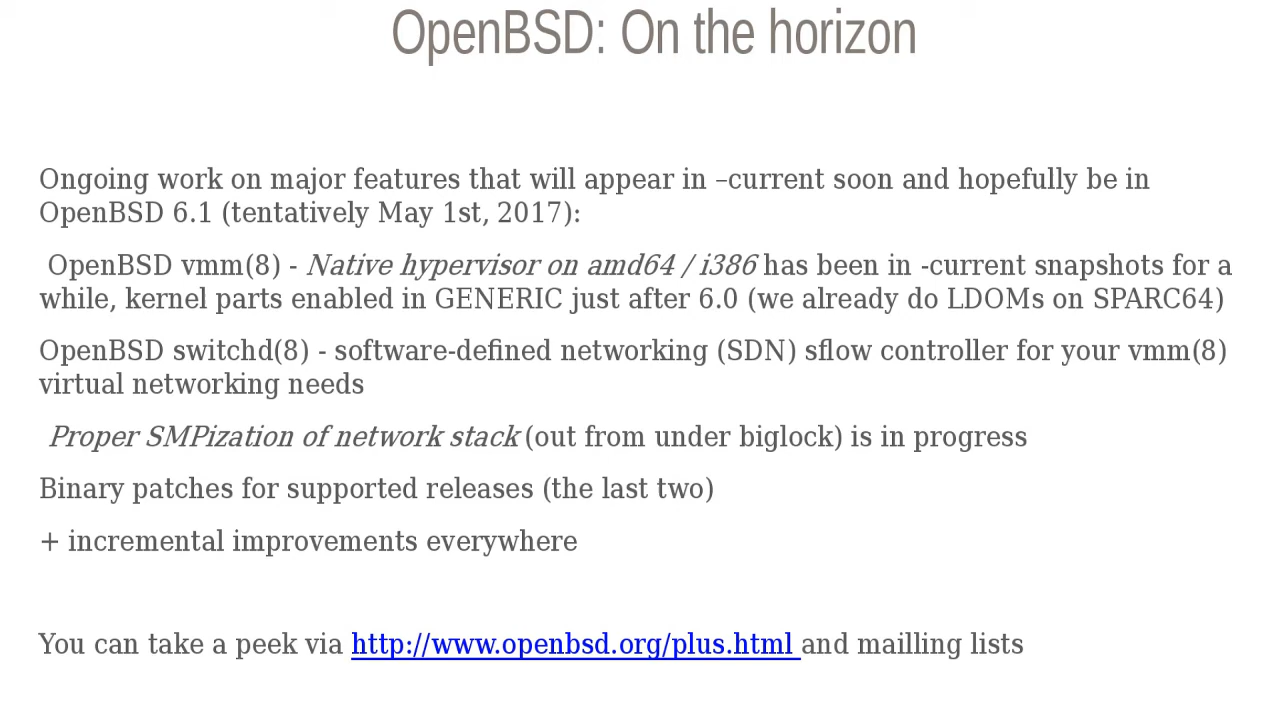 OpenBSD: On the horizon
Ongoing work on major features that will appear in –current soon and hopefully be in
OpenBSD 6.1 (tentatively May 1st, 2017):
OpenBSD vmm(8) - Native hypervisor on amd64 / i386 has been in -current snapshots for a
while, kernel parts enabled in GENERIC just after 6.0 (we already do LDOMs on SPARC64)
OpenBSD switchd(8) - software-defined networking (SDN) sflow controller for your vmm(8)
virtual networking needs
Proper SMPization of network stack (out from under biglock) is in progress
Binary patches for supported releases (the last two)
+ incremental improvements everywhere
You can take a peek via http://www.openbsd.org/plus.html and mailling lists